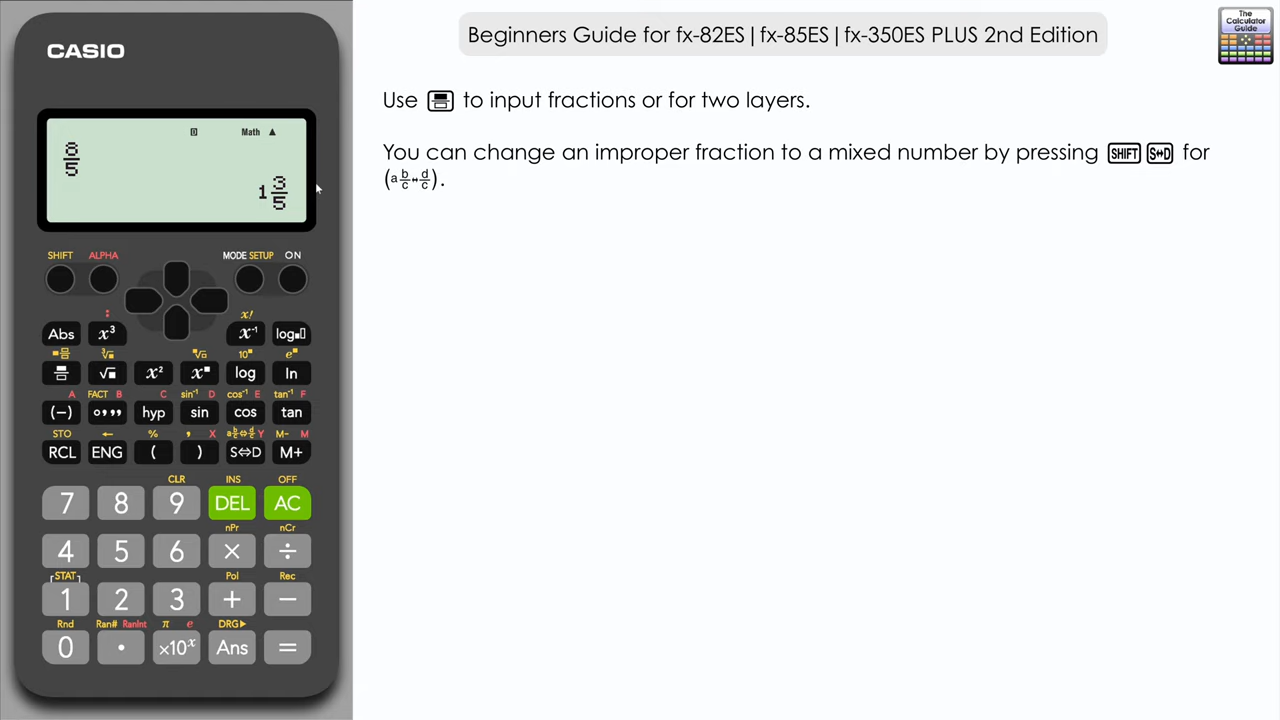 CASIO
Beginners Guide for fx-82ES | fx-85ES | fx-350ES PLUS 2nd Edition
The
Calculator
Guide
Use to input fractions or for two layers.
You can change an improper fraction to a mixed number by pressing SHIFT S⇔D for
(a b/c ↔ d/c).
D Math ▲
8/5
1 3/5
SHIFT ALPHA MODE SETUP ON
: x!
Abs x³ x⁻¹ log
³√ √ 10 e
√ x² x log ln
A FACT B C sin⁻¹ D cos⁻¹ E tan⁻¹ F
(−) °,,, hyp sin cos tan
STO ← % , X a b/c⇔d/c Y M− M
RCL ENG ( ) S⇔D M+
CLR INS OFF
7 8 9 DEL AC
nPr nCr
4 5 6 × ÷
STAT Pol Rec
1 2 3 + −
Rnd Ran# RanInt π e DRG▶
0 . ×10ˣ Ans =